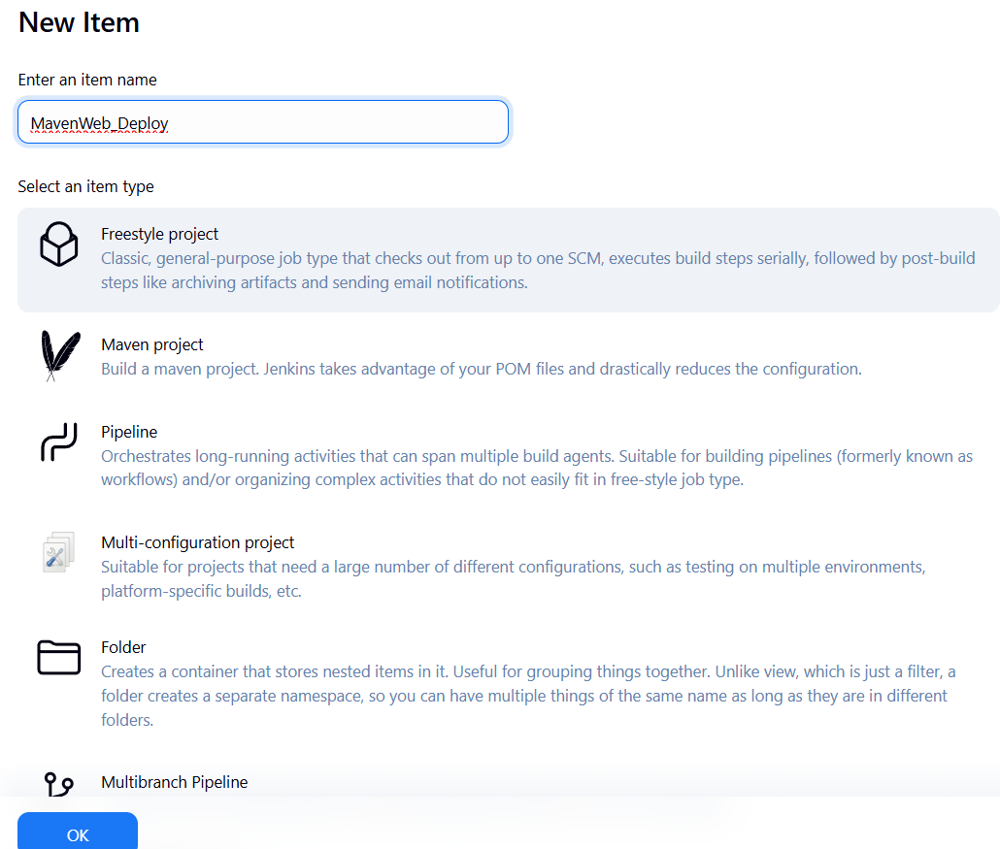 New Item
Enter an item name
MavenWeb_Deploy
Select an item type
Freestyle project
Classic, general-purpose job type that checks out from up to one SCM, executes build steps serially, followed by post-build
steps like archiving artifacts and sending email notifications.
Maven project
Build a maven project. Jenkins takes advantage of your POM files and drastically reduces the configuration.
Pipeline
Orchestrates long-running activities that can span multiple build agents. Suitable for building pipelines (formerly known as
workflows) and/or organizing complex activities that do not easily fit in free-style job type.
Multi-configuration project
Suitable for projects that need a large number of different configurations, such as testing on multiple environments,
platform-specific builds, etc.
Folder
Creates a container that stores nested items in it. Useful for grouping things together. Unlike view, which is just a filter, a
folder creates a separate namespace, so you can have multiple things of the same name as long as they are in different
folders.
Multibranch Pipeline
OK